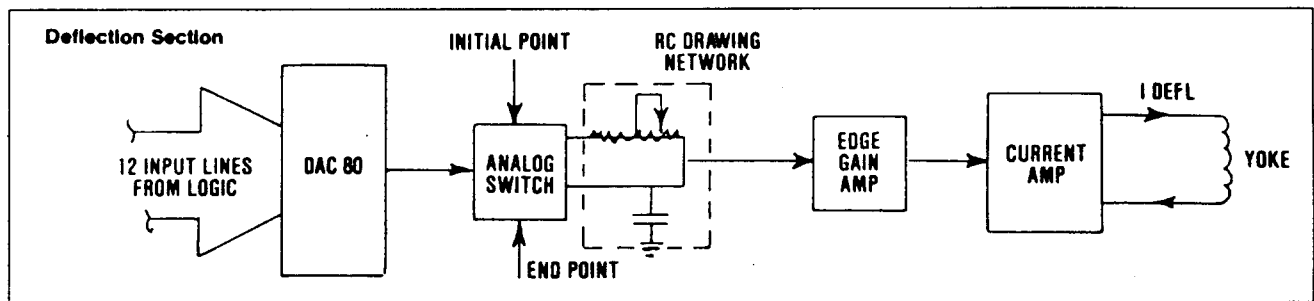 Deflection Section
INITIAL POINT
RC DRAWING
NETWORK
I DEFL
12 INPUT LINES
FROM LOGIC
DAC 80
ANALOG
SWITCH
EDGE
GAIN
AMP
CURRENT
AMP
YOKE
END POINT